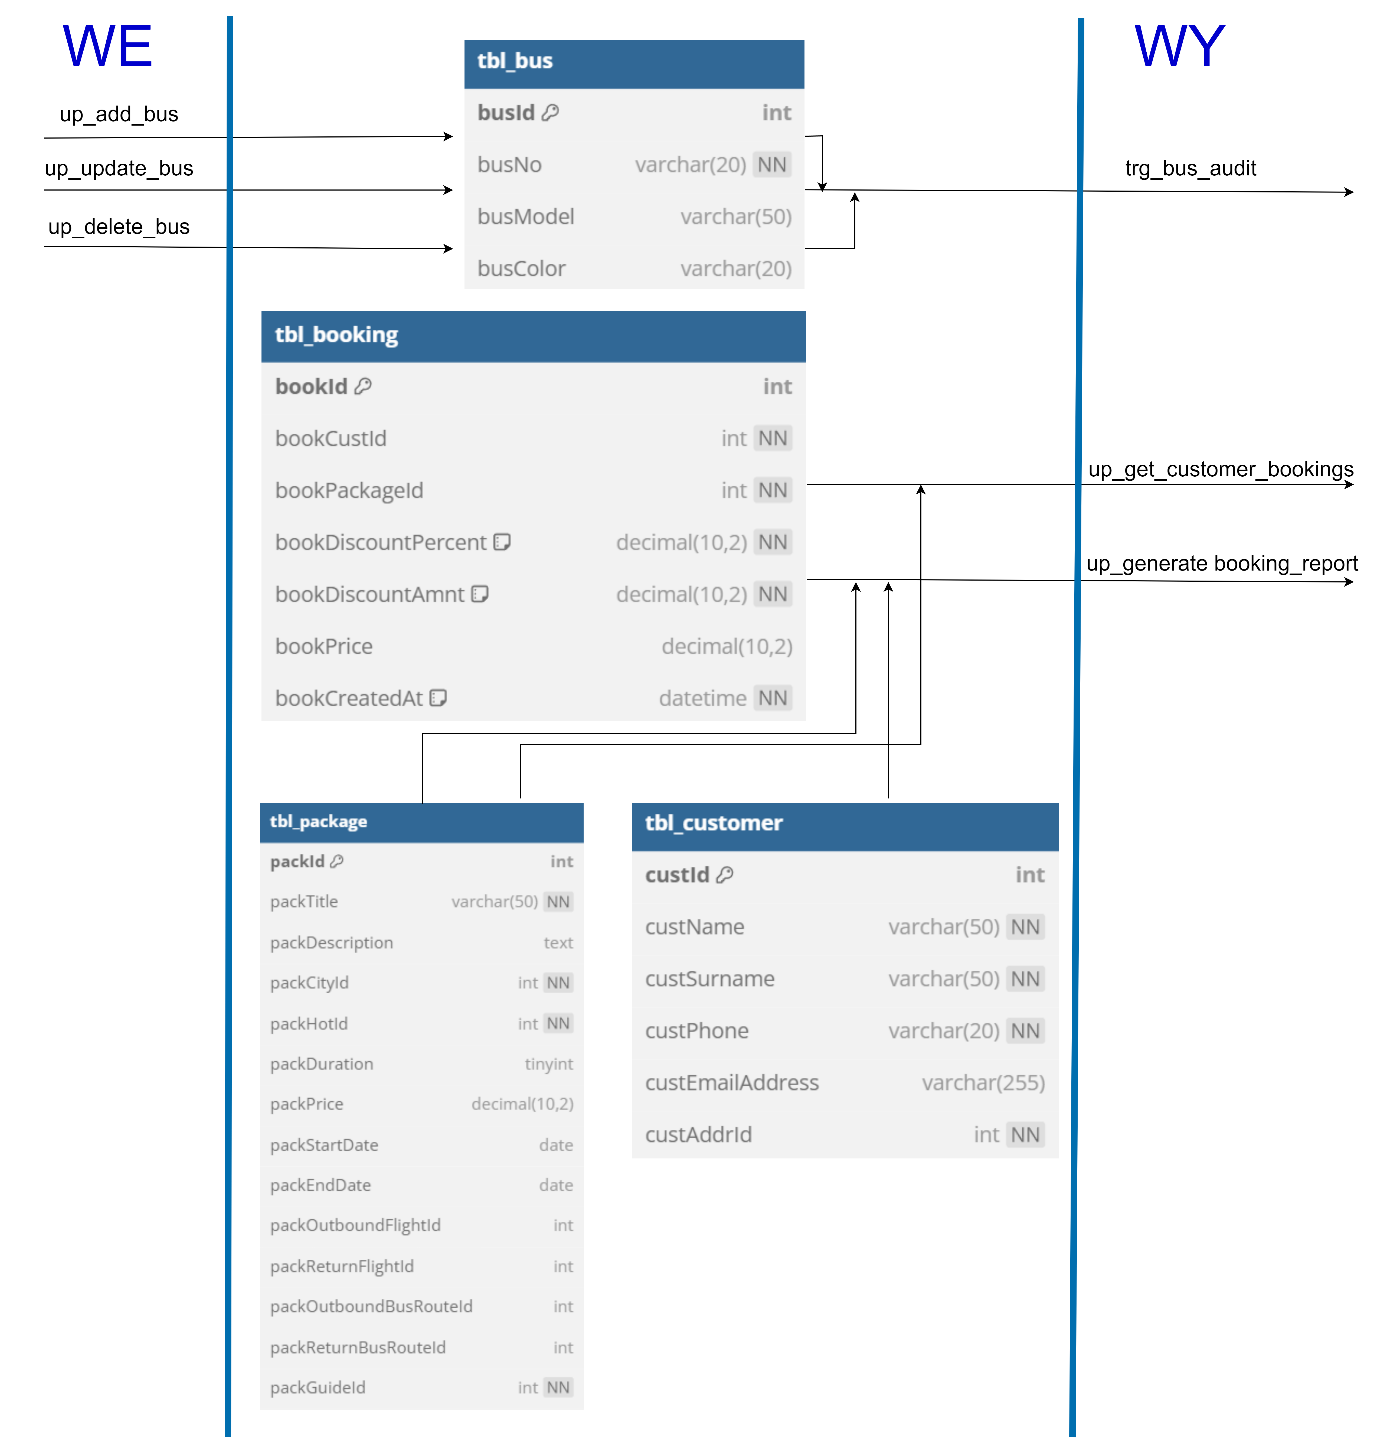 WE
WY
up_add_bus
up_update_bus
up_delete_bus
tbl_bus
busId int
busNo varchar(20) NN
busModel varchar(50)
busColor varchar(20)
trg_bus_audit
tbl_booking
bookId int
bookCustId int NN
bookPackageId int NN
bookDiscountPercent decimal(10,2) NN
bookDiscountAmnt decimal(10,2) NN
bookPrice decimal(10,2)
bookCreatedAt datetime NN
up_get_customer_bookings
up_generate booking_report
tbl_package
packId int
packTitle varchar(50) NN
packDescription text
packCityId int NN
packHotId int NN
packDuration tinyint
packPrice decimal(10,2)
packStartDate date
packEndDate date
packOutboundFlightId int
packReturnFlightId int
packOutboundBusRouteId int
packReturnBusRouteId int
packGuideId int NN
tbl_customer
custId int
custName varchar(50) NN
custSurname varchar(50) NN
custPhone varchar(20) NN
custEmailAddress varchar(255)
custAddrId int NN